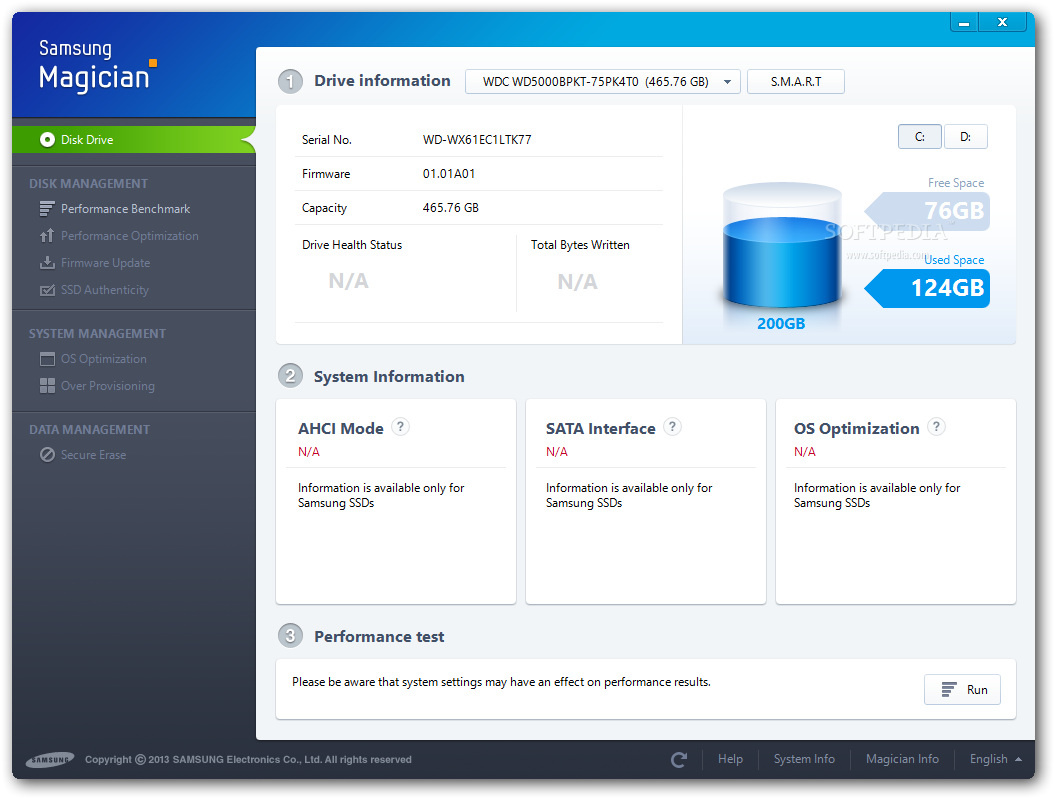 Samsung
Magician
Disk Drive
DISK MANAGEMENT
Performance Benchmark
Performance Optimization
Firmware Update
SSD Authenticity
SYSTEM MANAGEMENT
OS Optimization
Over Provisioning
DATA MANAGEMENT
Secure Erase
1 Drive information WDC WD5000BPKT-75PK4T0 (465.76 GB) S.M.A.R.T
Serial No. WD-WX61EC1LTK77
Firmware 01.01A01
Capacity 465.76 GB
Drive Health Status Total Bytes Written
N/A N/A
C: D:
Free Space
76GB
SOFTPEDIA
www.softpedia.com
Used Space
124GB
200GB
2 System Information
AHCI Mode ?
N/A
Information is available only for
Samsung SSDs
SATA Interface ?
N/A
Information is available only for
Samsung SSDs
OS Optimization ?
N/A
Information is available only for
Samsung SSDs
3 Performance test
Please be aware that system settings may have an effect on performance results.
Run
SAMSUNG Copyright © 2013 SAMSUNG Electronics Co., Ltd. All rights reserved
Help System Info Magician Info English